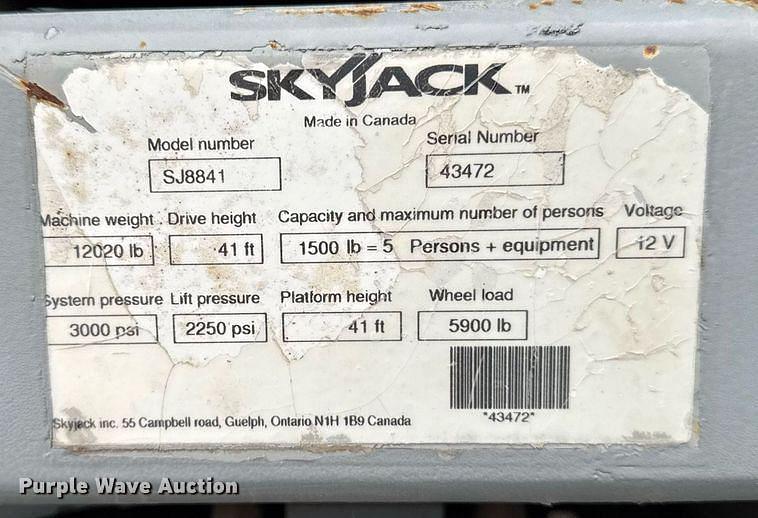 SKYJACK TM
Made in Canada
Model number Serial Number
SJ8841 43472
Machine weight Drive height Capacity and maximum number of persons Voltage
12020 lb 41 ft 1500 lb = 5 Persons + equipment 12 V
System pressure Lift pressure Platform height Wheel load
3000 psi 2250 psi 41 ft 5900 lb
*43472*
Skyjack inc. 55 Campbell road, Guelph, Ontario N1H 1B9 Canada
Purple Wave Auction